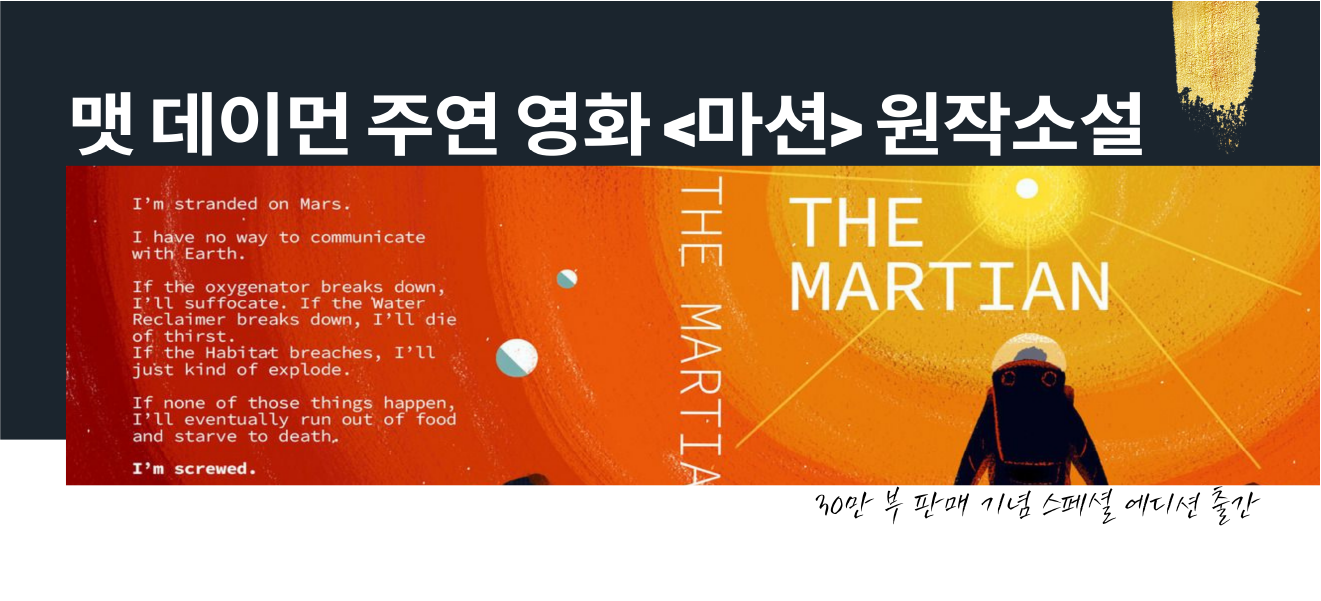 맷 데이먼 주연 영화 <마션> 원작소설
I’m stranded on Mars.
I have no way to communicate
with Earth.
If the oxygenator breaks down,
I’ll suffocate. If the Water
Reclaimer breaks down, I’ll die
of thirst.
If the Habitat breaches, I’ll
just kind of explode.
If none of those things happen,
I’ll eventually run out of food
and starve to death.
I’m screwed.
THE MARTIA
THE
MARTIAN
30만 부 판매 기념 스페셜 에디션 출간